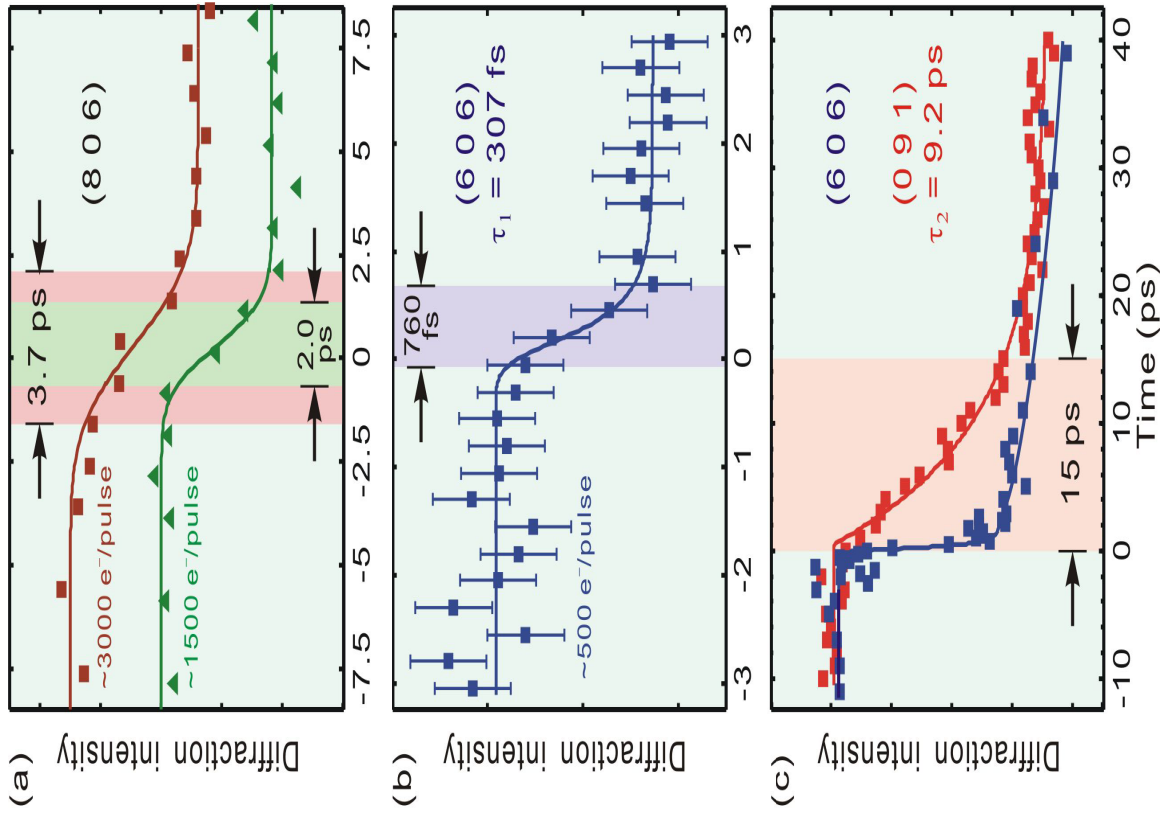 (a)
Diffraction
intensity
3.7 ps
(8 0 6)
2.0
ps
~3000 e⁻/pulse
~1500 e⁻/pulse
-7.5 -5 -2.5 0 2.5 5 7.5
(b)
Diffraction
intensity
760
fs
(6 0 6)
τ₁ = 307 fs
~500 e⁻/pulse
-3 -2 -1 0 1 2 3
(c)
Diffraction
intensity
(6 0 6)
(0 9 1)
τ₂ = 9.2 ps
15 ps
-10 0 10 20 30 40
Time (ps)